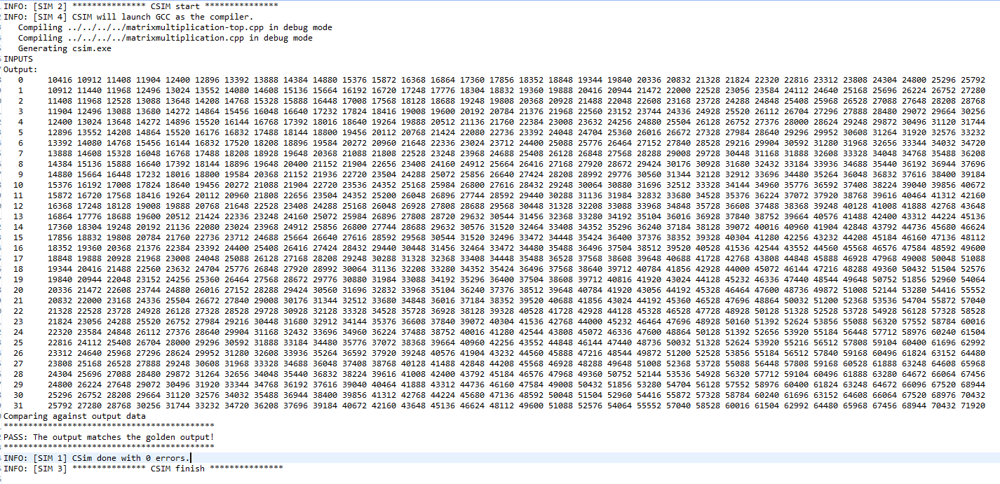 INFO: [SIM 2] *************** CSIM start ***************
INFO: [SIM 4] CSIM will launch GCC as the compiler.
Compiling ../../../../matrixmultiplication-top.cpp in debug mode
Compiling ../../../../matrixmultiplication.cpp in debug mode
Generating csim.exe
INPUTS
Output:
0 10416 10912 11408 11904 12400 12896 13392 13888 14384 14880 15376 15872 16368 16864 17360 17856 18352 18848 19344 19840 20336 20832 21328 21824 22320 22816 23312 23808 24304 24800 25296 25792
1 10912 11440 11968 12496 13024 13552 14080 14608 15136 15664 16192 16720 17248 17776 18304 18832 19360 19888 20416 20944 21472 22000 22528 23056 23584 24112 24640 25168 25696 26224 26752 27280
2 11408 11968 12528 13088 13648 14208 14768 15328 15888 16448 17008 17568 18128 18688 19248 19808 20368 20928 21488 22048 22608 23168 23728 24288 24848 25408 25968 26528 27088 27648 28208 28768
3 11904 12496 13088 13680 14272 14864 15456 16048 16640 17232 17824 18416 19008 19600 20192 20784 21376 21968 22560 23152 23744 24336 24928 25520 26112 26704 27296 27888 28480 29072 29664 30256
4 12400 13024 13648 14272 14896 15520 16144 16768 17392 18016 18640 19264 19888 20512 21136 21760 22384 23008 23632 24256 24880 25504 26128 26752 27376 28000 28624 29248 29872 30496 31120 31744
5 12896 13552 14208 14864 15520 16176 16832 17488 18144 18800 19456 20112 20768 21424 22080 22736 23392 24048 24704 25360 26016 26672 27328 27984 28640 29296 29952 30608 31264 31920 32576 33232
6 13392 14080 14768 15456 16144 16832 17520 18208 18896 19584 20272 20960 21648 22336 23024 23712 24400 25088 25776 26464 27152 27840 28528 29216 29904 30592 31280 31968 32656 33344 34032 34720
7 13888 14608 15328 16048 16768 17488 18208 18928 19648 20368 21088 21808 22528 23248 23968 24688 25408 26128 26848 27568 28288 29008 29728 30448 31168 31888 32608 33328 34048 34768 35488 36208
8 14384 15136 15888 16640 17392 18144 18896 19648 20400 21152 21904 22656 23408 24160 24912 25664 26416 27168 27920 28672 29424 30176 30928 31680 32432 33184 33936 34688 35440 36192 36944 37696
9 14880 15664 16448 17232 18016 18800 19584 20368 21152 21936 22720 23504 24288 25072 25856 26640 27424 28208 28992 29776 30560 31344 32128 32912 33696 34480 35264 36048 36832 37616 38400 39184
10 15376 16192 17008 17824 18640 19456 20272 21088 21904 22720 23536 24352 25168 25984 26800 27616 28432 29248 30064 30880 31696 32512 33328 34144 34960 35776 36592 37408 38224 39040 39856 40672
11 15872 16720 17568 18416 19264 20112 20960 21808 22656 23504 24352 25200 26048 26896 27744 28592 29440 30288 31136 31984 32832 33680 34528 35376 36224 37072 37920 38768 39616 40464 41312 42160
12 16368 17248 18128 19008 19888 20768 21648 22528 23408 24288 25168 26048 26928 27808 28688 29568 30448 31328 32208 33088 33968 34848 35728 36608 37488 38368 39248 40128 41008 41888 42768 43648
13 16864 17776 18688 19600 20512 21424 22336 23248 24160 25072 25984 26896 27808 28720 29632 30544 31456 32368 33280 34192 35104 36016 36928 37840 38752 39664 40576 41488 42400 43312 44224 45136
14 17360 18304 19248 20192 21136 22080 23024 23968 24912 25856 26800 27744 28688 29632 30576 31520 32464 33408 34352 35296 36240 37184 38128 39072 40016 40960 41904 42848 43792 44736 45680 46624
15 17856 18832 19808 20784 21760 22736 23712 24688 25664 26640 27616 28592 29568 30544 31520 32496 33472 34448 35424 36400 37376 38352 39328 40304 41280 42256 43232 44208 45184 46160 47136 48112
16 18352 19360 20368 21376 22384 23392 24400 25408 26416 27424 28432 29440 30448 31456 32464 33472 34480 35488 36496 37504 38512 39520 40528 41536 42544 43552 44560 45568 46576 47584 48592 49600
17 18848 19888 20928 21968 23008 24048 25088 26128 27168 28208 29248 30288 31328 32368 33408 34448 35488 36528 37568 38608 39648 40688 41728 42768 43808 44848 45888 46928 47968 49008 50048 51088
18 19344 20416 21488 22560 23632 24704 25776 26848 27920 28992 30064 31136 32208 33280 34352 35424 36496 37568 38640 39712 40784 41856 42928 44000 45072 46144 47216 48288 49360 50432 51504 52576
19 19840 20944 22048 23152 24256 25360 26464 27568 28672 29776 30880 31984 33088 34192 35296 36400 37504 38608 39712 40816 41920 43024 44128 45232 46336 47440 48544 49648 50752 51856 52960 54064
20 20336 21472 22608 23744 24880 26016 27152 28288 29424 30560 31696 32832 33968 35104 36240 37376 38512 39648 40784 41920 43056 44192 45328 46464 47600 48736 49872 51008 52144 53280 54416 55552
21 20832 22000 23168 24336 25504 26672 27840 29008 30176 31344 32512 33680 34848 36016 37184 38352 39520 40688 41856 43024 44192 45360 46528 47696 48864 50032 51200 52368 53536 54704 55872 57040
22 21328 22528 23728 24928 26128 27328 28528 29728 30928 32128 33328 34528 35728 36928 38128 39328 40528 41728 42928 44128 45328 46528 47728 48928 50128 51328 52528 53728 54928 56128 57328 58528
23 21824 23056 24288 25520 26752 27984 29216 30448 31680 32912 34144 35376 36608 37840 39072 40304 41536 42768 44000 45232 46464 47696 48928 50160 51392 52624 53856 55088 56320 57552 58784 60016
24 22320 23584 24848 26112 27376 28640 29904 31168 32432 33696 34960 36224 37488 38752 40016 41280 42544 43808 45072 46336 47600 48864 50128 51392 52656 53920 55184 56448 57712 58976 60240 61504
25 22816 24112 25408 26704 28000 29296 30592 31888 33184 34480 35776 37072 38368 39664 40960 42256 43552 44848 46144 47440 48736 50032 51328 52624 53920 55216 56512 57808 59104 60400 61696 62992
26 23312 24640 25968 27296 28624 29952 31280 32608 33936 35264 36592 37920 39248 40576 41904 43232 44560 45888 47216 48544 49872 51200 52528 53856 55184 56512 57840 59168 60496 61824 63152 64480
27 23808 25168 26528 27888 29248 30608 31968 33328 34688 36048 37408 38768 40128 41488 42848 44208 45568 46928 48288 49648 51008 52368 53728 55088 56448 57808 59168 60528 61888 63248 64608 65968
28 24304 25696 27088 28480 29872 31264 32656 34048 35440 36832 38224 39616 41008 42400 43792 45184 46576 47968 49360 50752 52144 53536 54928 56320 57712 59104 60496 61888 63280 64672 66064 67456
29 24800 26224 27648 29072 30496 31920 33344 34768 36192 37616 39040 40464 41888 43312 44736 46160 47584 49008 50432 51856 53280 54704 56128 57552 58976 60400 61824 63248 64672 66096 67520 68944
30 25296 26752 28208 29664 31120 32576 34032 35488 36944 38400 39856 41312 42768 44224 45680 47136 48592 50048 51504 52960 54416 55872 57328 58784 60240 61696 63152 64608 66064 67520 68976 70432
31 25792 27280 28768 30256 31744 33232 34720 36208 37696 39184 40672 42160 43648 45136 46624 48112 49600 51088 52576 54064 55552 57040 58528 60016 61504 62992 64480 65968 67456 68944 70432 71920
Comparing against output data
*******************************************
PASS: The output matches the golden output!
*******************************************
INFO: [SIM 1] CSim done with 0 errors.
INFO: [SIM 3] *************** CSIM finish ***************